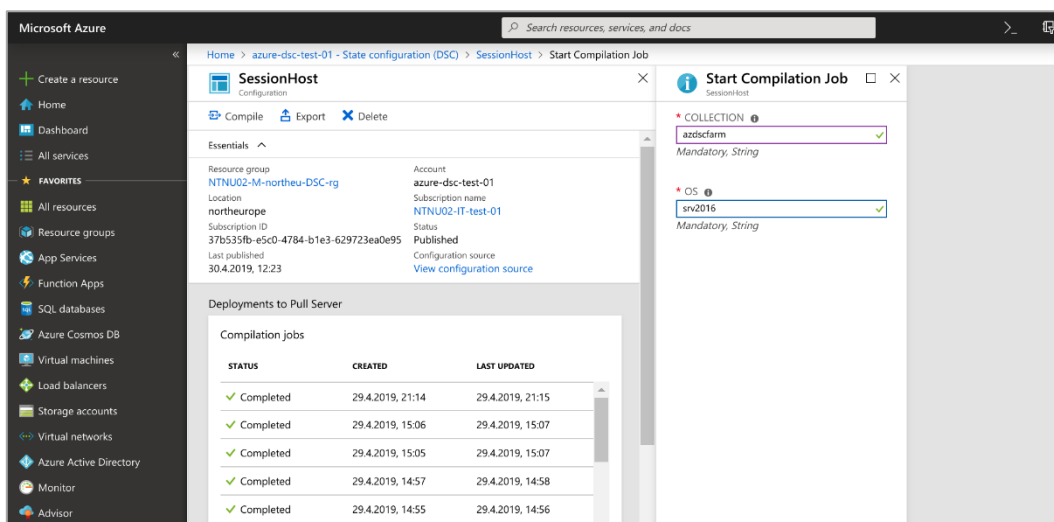 Microsoft Azure
Search resources, services, and docs
Home > azure-dsc-test-01 - State configuration (DSC) > SessionHost > Start Compilation Job
Create a resource
Home
Dashboard
All services
FAVORITES
All resources
Resource groups
App Services
Function Apps
SQL databases
Azure Cosmos DB
Virtual machines
Load balancers
Storage accounts
Virtual networks
Azure Active Directory
Monitor
Advisor
SessionHost
Configuration
Compile Export Delete
Essentials
Resource group
NTNU02-M-northeu-DSC-rg
Location
northeurope
Subscription ID
37b535fb-e5c0-4784-b1e3-629723ea0e95
Last published
30.4.2019, 12:23
Account
azure-dsc-test-01
Subscription name
NTNU02-IT-test-01
Status
Published
Configuration source
View configuration source
Deployments to Pull Server
Compilation jobs
STATUS CREATED LAST UPDATED
Completed 29.4.2019, 21:14 29.4.2019, 21:15
Completed 29.4.2019, 15:06 29.4.2019, 15:07
Completed 29.4.2019, 15:05 29.4.2019, 15:07
Completed 29.4.2019, 14:57 29.4.2019, 14:58
Completed 29.4.2019, 14:55 29.4.2019, 14:56
Start Compilation Job
SessionHost
* COLLECTION
azdscfarm
Mandatory, String
* OS
srv2016
Mandatory, String